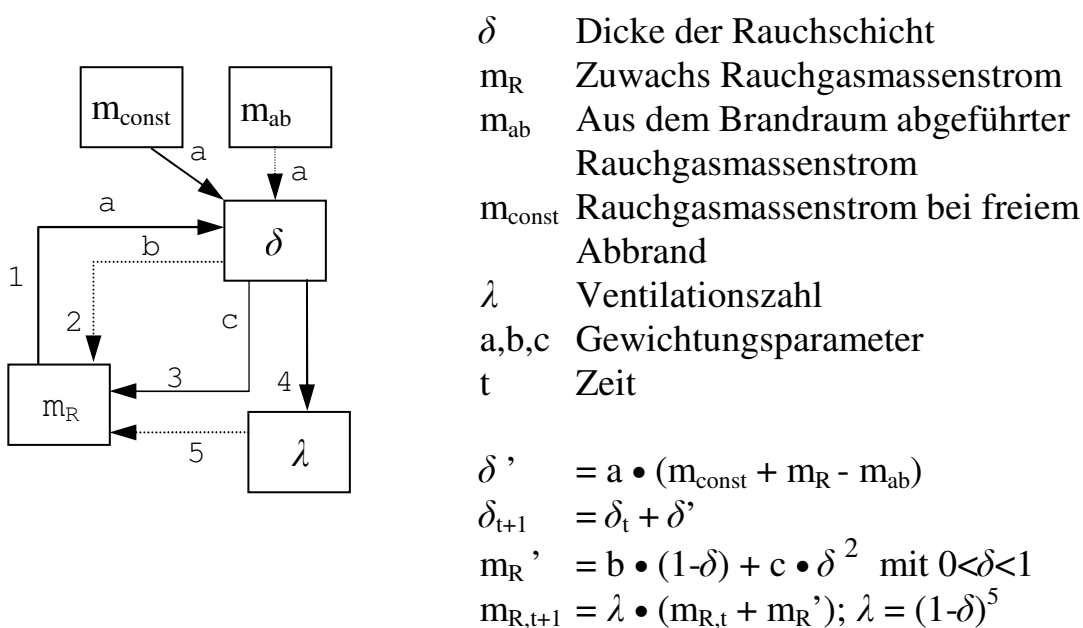 m_const
m_ab
a
a
a
δ
b
1
2
c
3
4
m_R
5
λ
δ Dicke der Rauchschicht
m_R Zuwachs Rauchgasmassenstrom
m_ab Aus dem Brandraum abgeführter
Rauchgasmassenstrom
m_const Rauchgasmassenstrom bei freiem
Abbrand
λ Ventilationszahl
a,b,c Gewichtungsparameter
t Zeit
δ ’ = a • (m_const + m_R - m_ab)
δ_t+1 = δ_t + δ’
m_R ’ = b • (1-δ) + c • δ ² mit 0<δ<1
m_R,t+1 = λ • (m_R,t + m_R’); λ = (1-δ)⁵